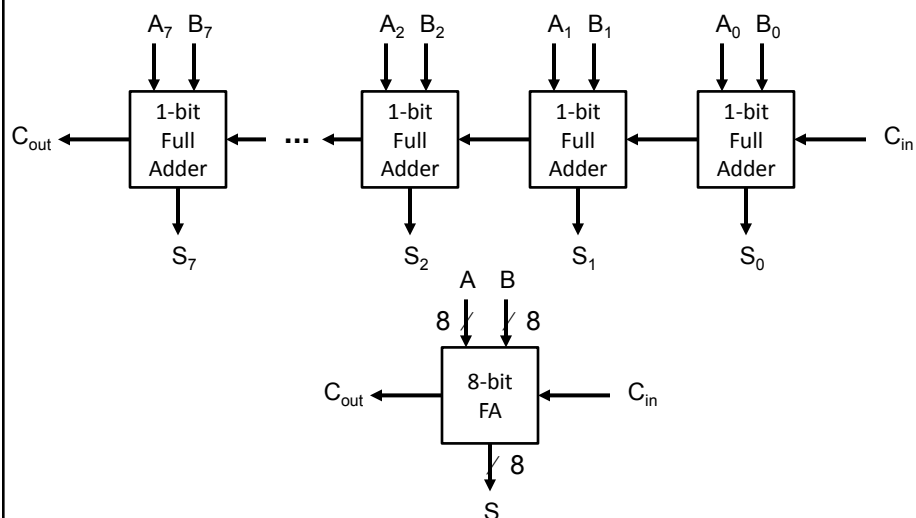 A7 B7 A2 B2 A1 B1 A0 B0
1-bit Full Adder
1-bit Full Adder
1-bit Full Adder
1-bit Full Adder
Cout ... Cin
S7 S2 S1 S0
A B
8 8
8-bit FA
Cout Cin
8
S